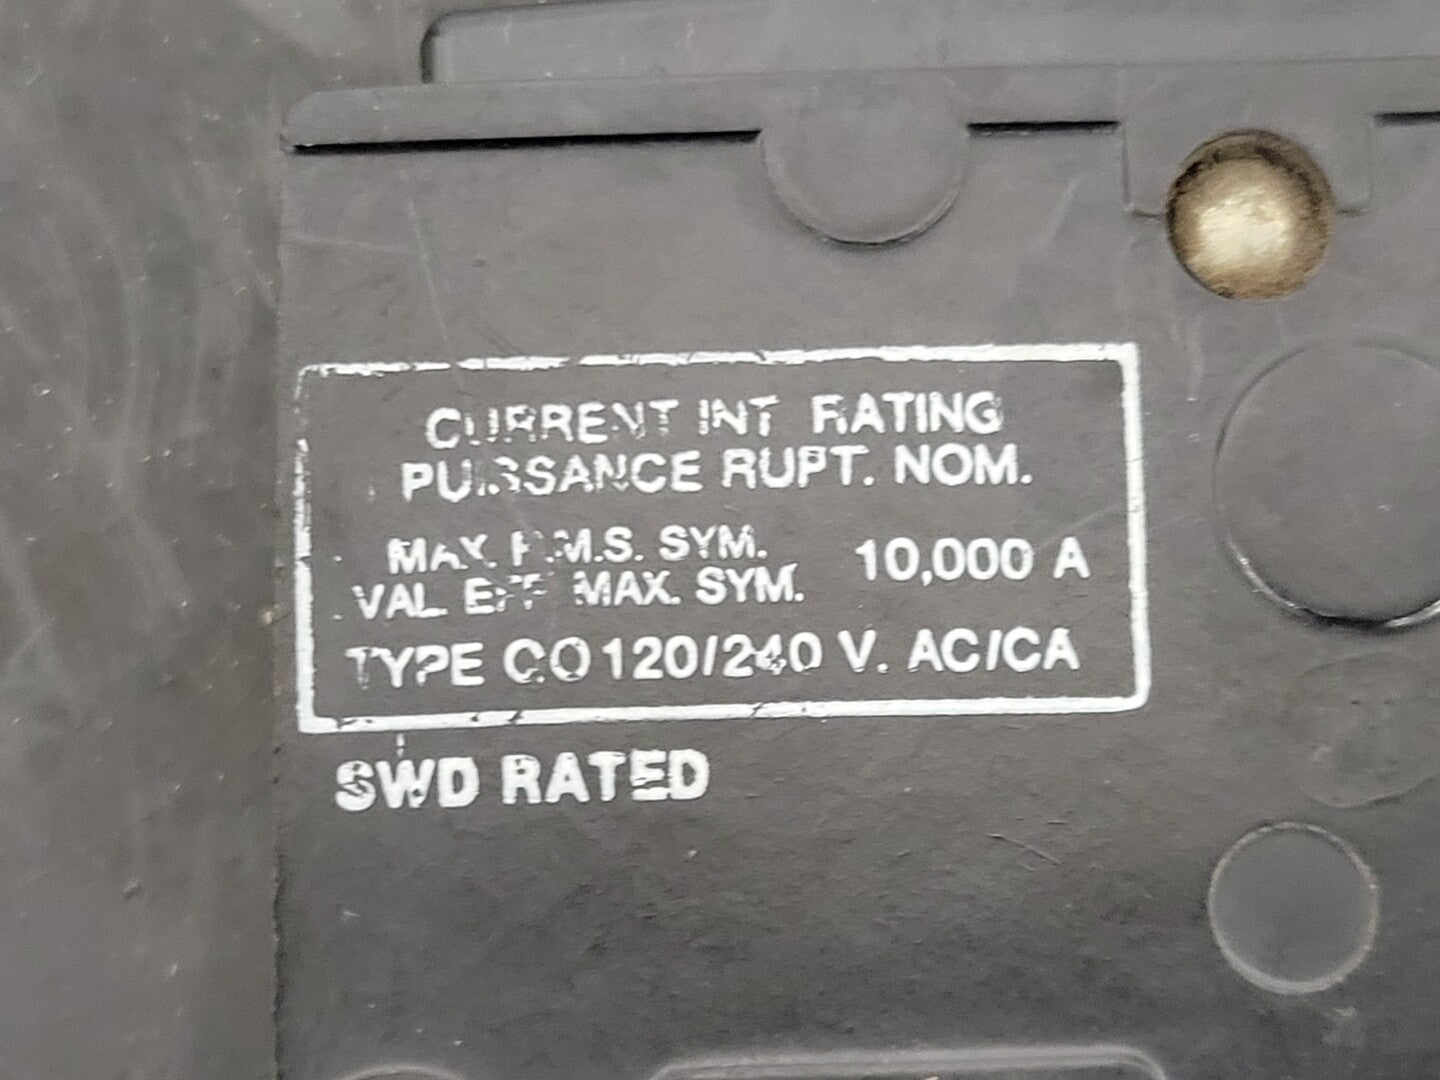 CURRENT INT RATING
PUISSANCE RUPT. NOM.
MAX. R.M.S. SYM.
VAL. EFF MAX. SYM.
10,000 A
TYPE QO 120/240 V. AC/CA
SWD RATED